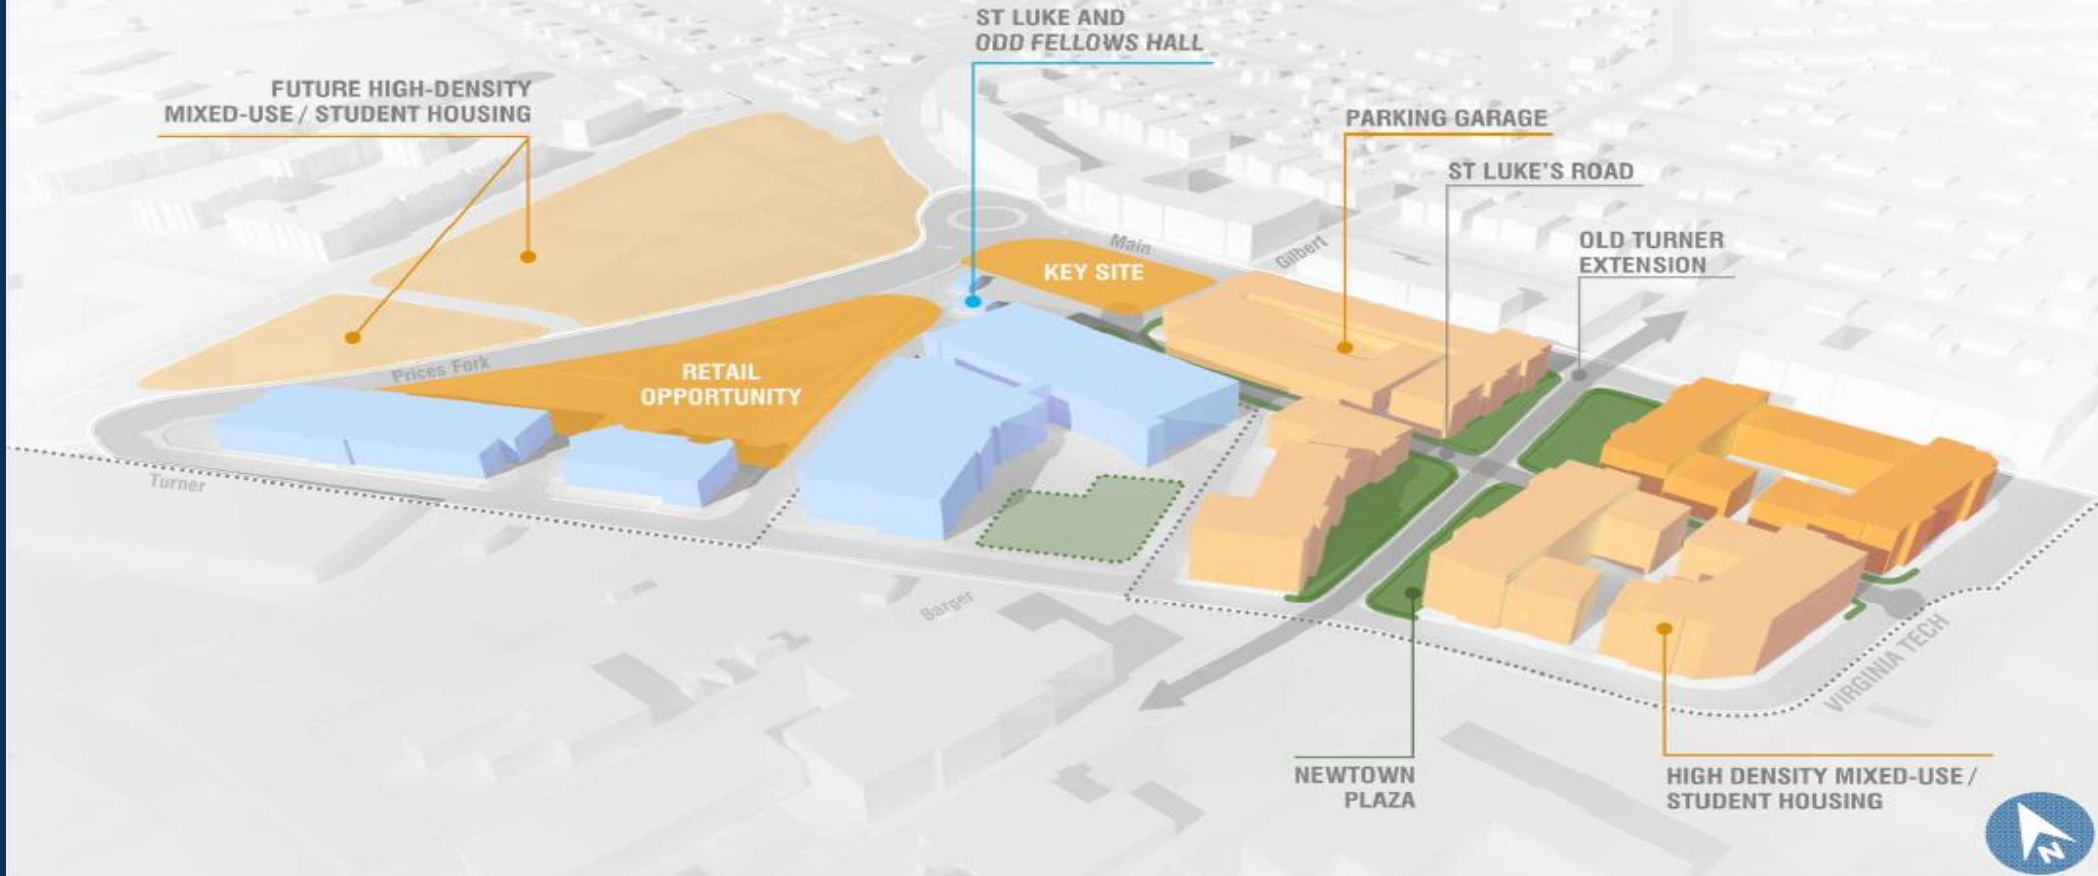 ST LUKE AND
ODD FELLOWS HALL
FUTURE HIGH-DENSITY
MIXED-USE / STUDENT HOUSING
PARKING GARAGE
ST LUKE'S ROAD
OLD TURNER
EXTENSION
Main
Gilbert
KEY SITE
Prices Fork
RETAIL
OPPORTUNITY
Turner
Barger
VIRGINIA TECH
NEWTOWN
PLAZA
HIGH DENSITY MIXED-USE /
STUDENT HOUSING
N